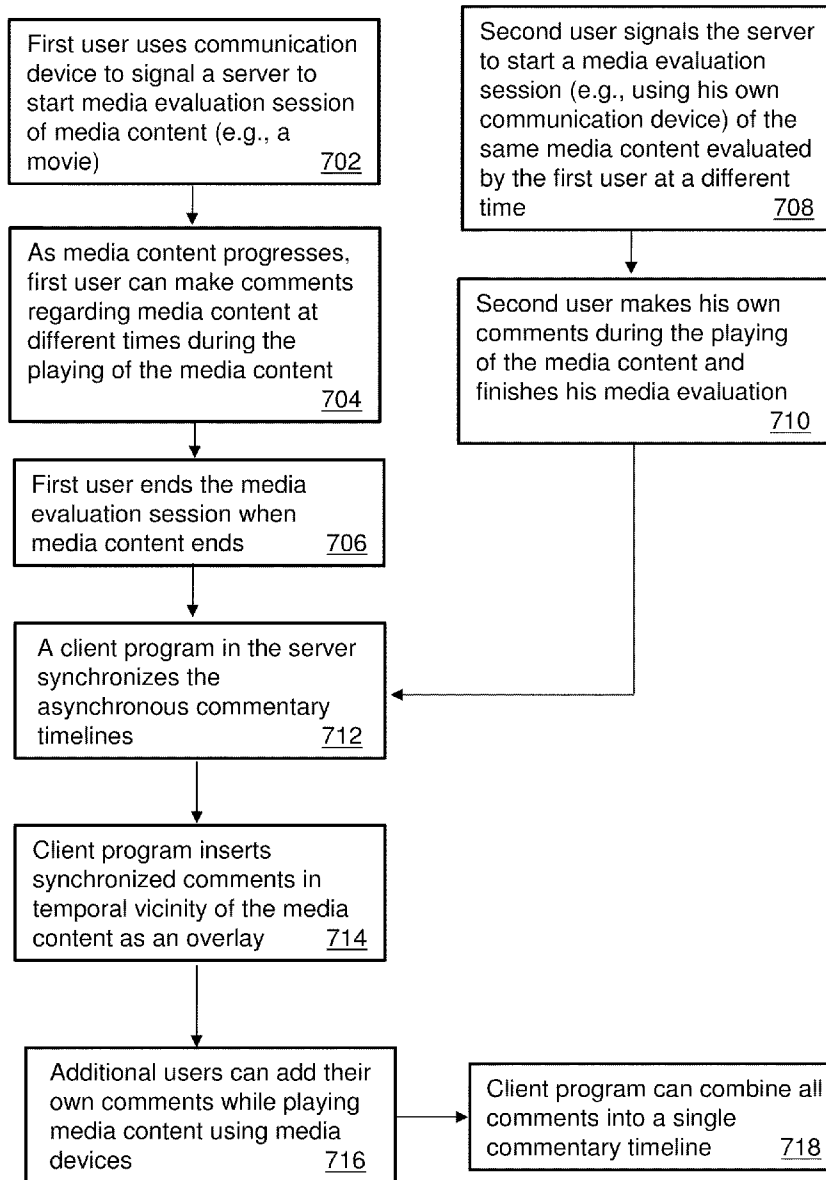 First user uses communication
device to signal a server to
start media evaluation session
of media content (e.g., a
movie) 702
As media content progresses,
first user can make comments
regarding media content at
different times during the
playing of the media content
704
First user ends the media
evaluation session when
media content ends 706
Second user signals the server
to start a media evaluation
session (e.g., using his own
communication device) of the
same media content evaluated
by the first user at a different
time 708
Second user makes his own
comments during the playing
of the media content and
finishes his media evaluation
710
A client program in the server
synchronizes the
asynchronous commentary
timelines 712
Client program inserts
synchronized comments in
temporal vicinity of the media
content as an overlay 714
Additional users can add their
own comments while playing
media content using media
devices 716
Client program can combine all
comments into a single
commentary timeline 718